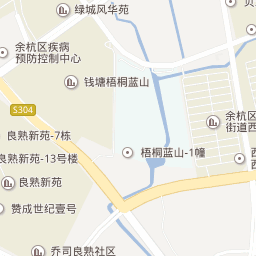 绿城风华苑
余杭区疾病
预防控制中心
钱塘梧桐蓝山
S304
余杭区
街道西
良熟新苑-7栋
良熟新苑-13号楼
梧桐蓝山-1幢
良熟新苑
赞成世纪壹号
乔司良熟社区